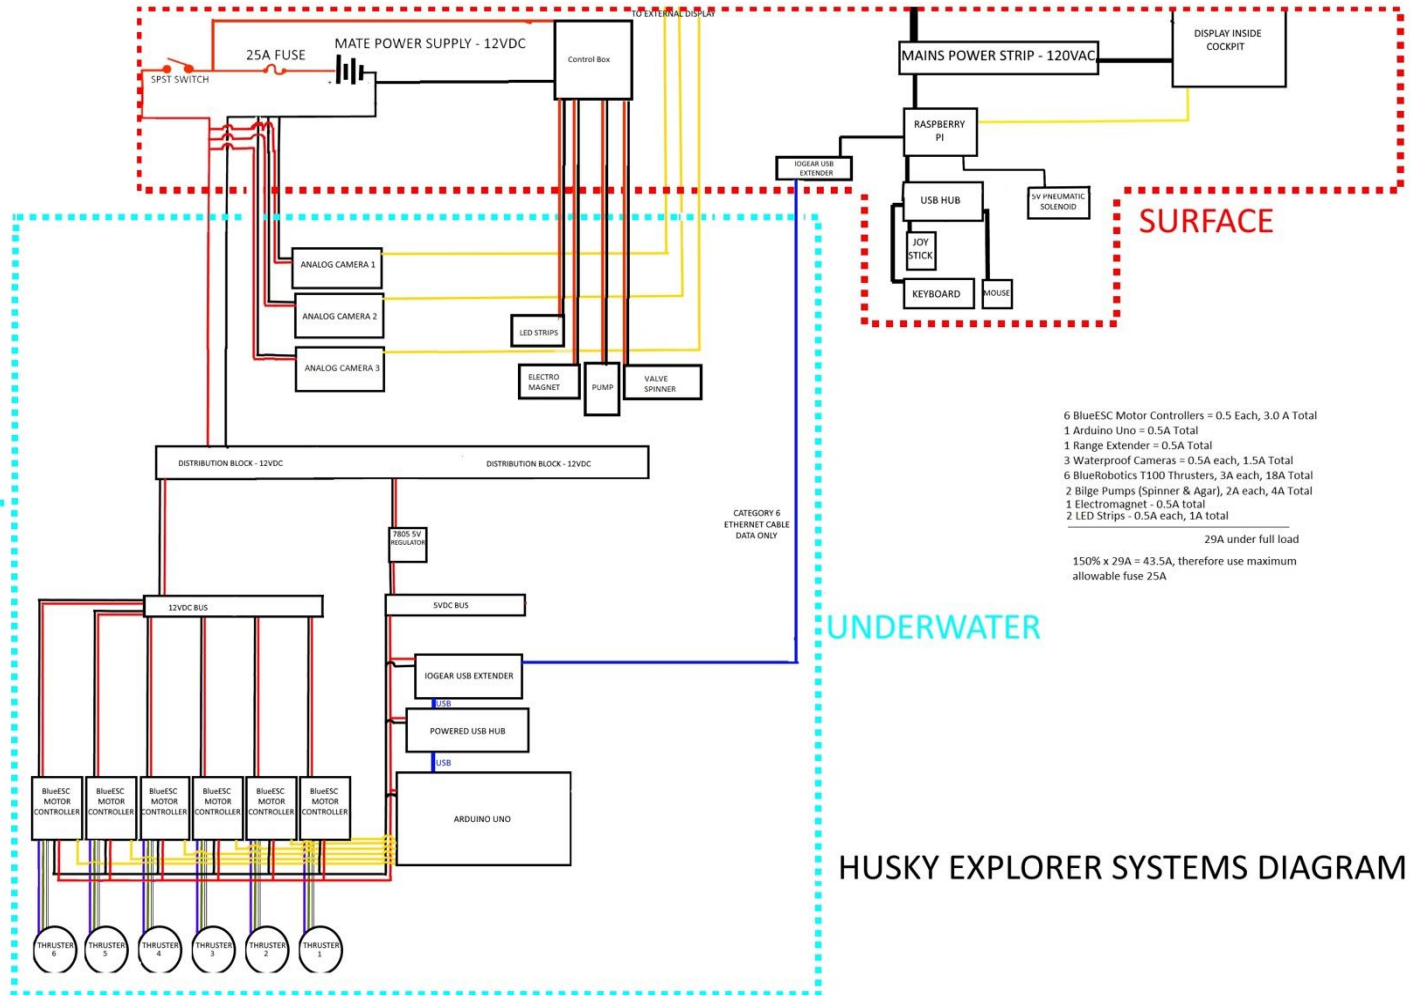 TO EXTERNAL DISPLAY
MATE POWER SUPPLY - 12VDC
25A FUSE
SPST SWITCH
+
Control Box
MAINS POWER STRIP - 120VAC
DISPLAY INSIDE
COCKPIT
RASPBERRY
PI
IOGEAR USB
EXTENDER
USB HUB
5V PNEUMATIC
SOLENOID
JOY
STICK
KEYBOARD
MOUSE
SURFACE
ANALOG CAMERA 1
ANALOG CAMERA 2
ANALOG CAMERA 3
LED STRIPS
ELECTRO
MAGNET
PUMP
VALVE
SPINNER
DISTRIBUTION BLOCK - 12VDC
DISTRIBUTION BLOCK - 12VDC
CATEGORY 6
ETHERNET CABLE
DATA ONLY
7805 5V
REGULATOR
12VDC BUS
5VDC BUS
6 BlueESC Motor Controllers = 0.5 Each, 3.0 A Total
1 Arduino Uno = 0.5A Total
1 Range Extender = 0.5A Total
3 Waterproof Cameras = 0.5A each, 1.5A Total
6 BlueRobotics T100 Thrusters, 3A each, 18A Total
2 Bilge Pumps (Spinner & Agar), 2A each, 4A Total
1 Electromagnet - 0.5A total
2 LED Strips - 0.5A each, 1A total
29A under full load
150% x 29A = 43.5A, therefore use maximum
allowable fuse 25A
UNDERWATER
IOGEAR USB EXTENDER
USB
POWERED USB HUB
USB
ARDUINO UNO
BlueESC
MOTOR
CONTROLLER
BlueESC
MOTOR
CONTROLLER
BlueESC
MOTOR
CONTROLLER
BlueESC
MOTOR
CONTROLLER
BlueESC
MOTOR
CONTROLLER
BlueESC
MOTOR
CONTROLLER
THRUSTER
6
THRUSTER
5
THRUSTER
4
THRUSTER
3
THRUSTER
2
THRUSTER
1
HUSKY EXPLORER SYSTEMS DIAGRAM